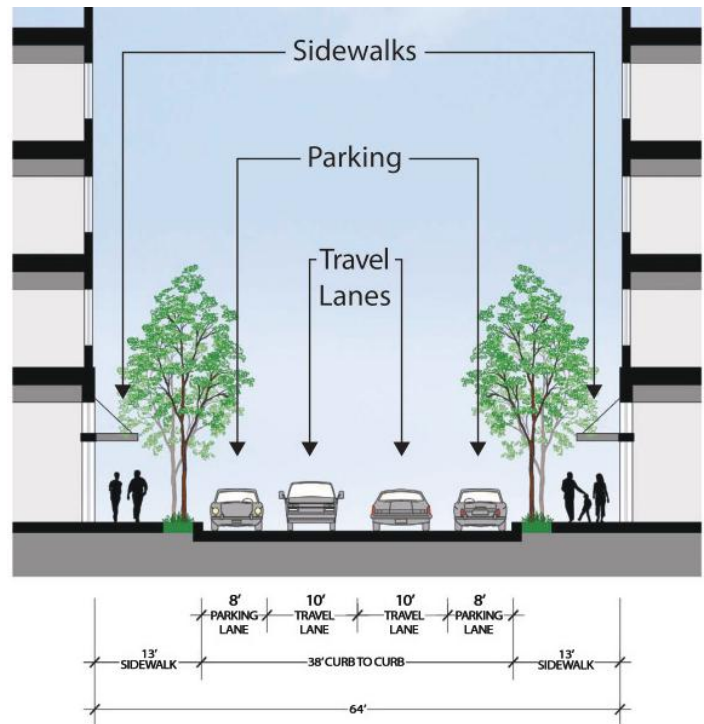 Sidewalks
Parking
Travel
Lanes
8' 10' 10' 8'
PARKING TRAVEL TRAVEL PARKING
LANE LANE LANE LANE
13' 13'
SIDEWALK 38' CURB TO CURB SIDEWALK
64'